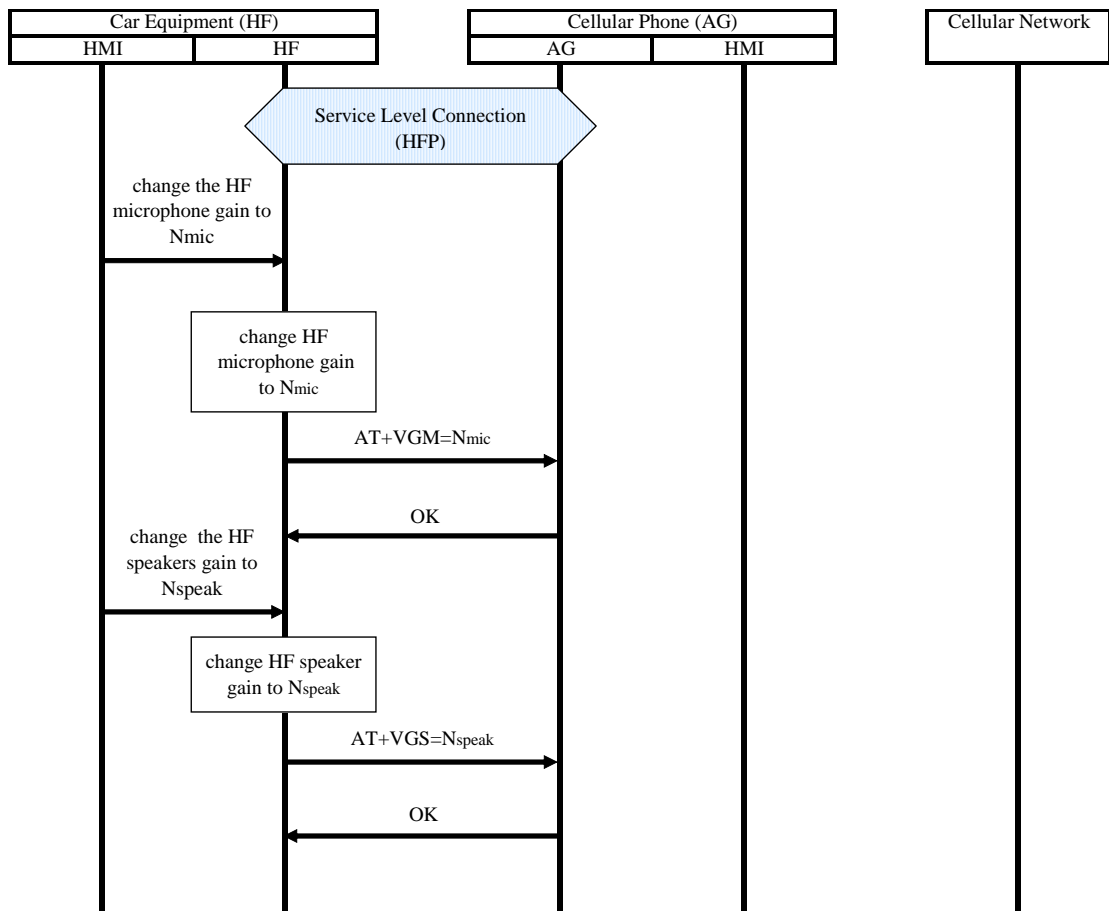 Car Equipment (HF)
Cellular Phone (AG)
Cellular Network
HMI
HF
AG
HMI
Service Level Connection
(HFP)
change the HF
microphone gain to
Nmic
change HF
microphone gain
to Nmic
AT+VGM=Nmic
OK
change the HF
speakers gain to
Nspeak
change HF speaker
gain to Nspeak
AT+VGS=Nspeak
OK